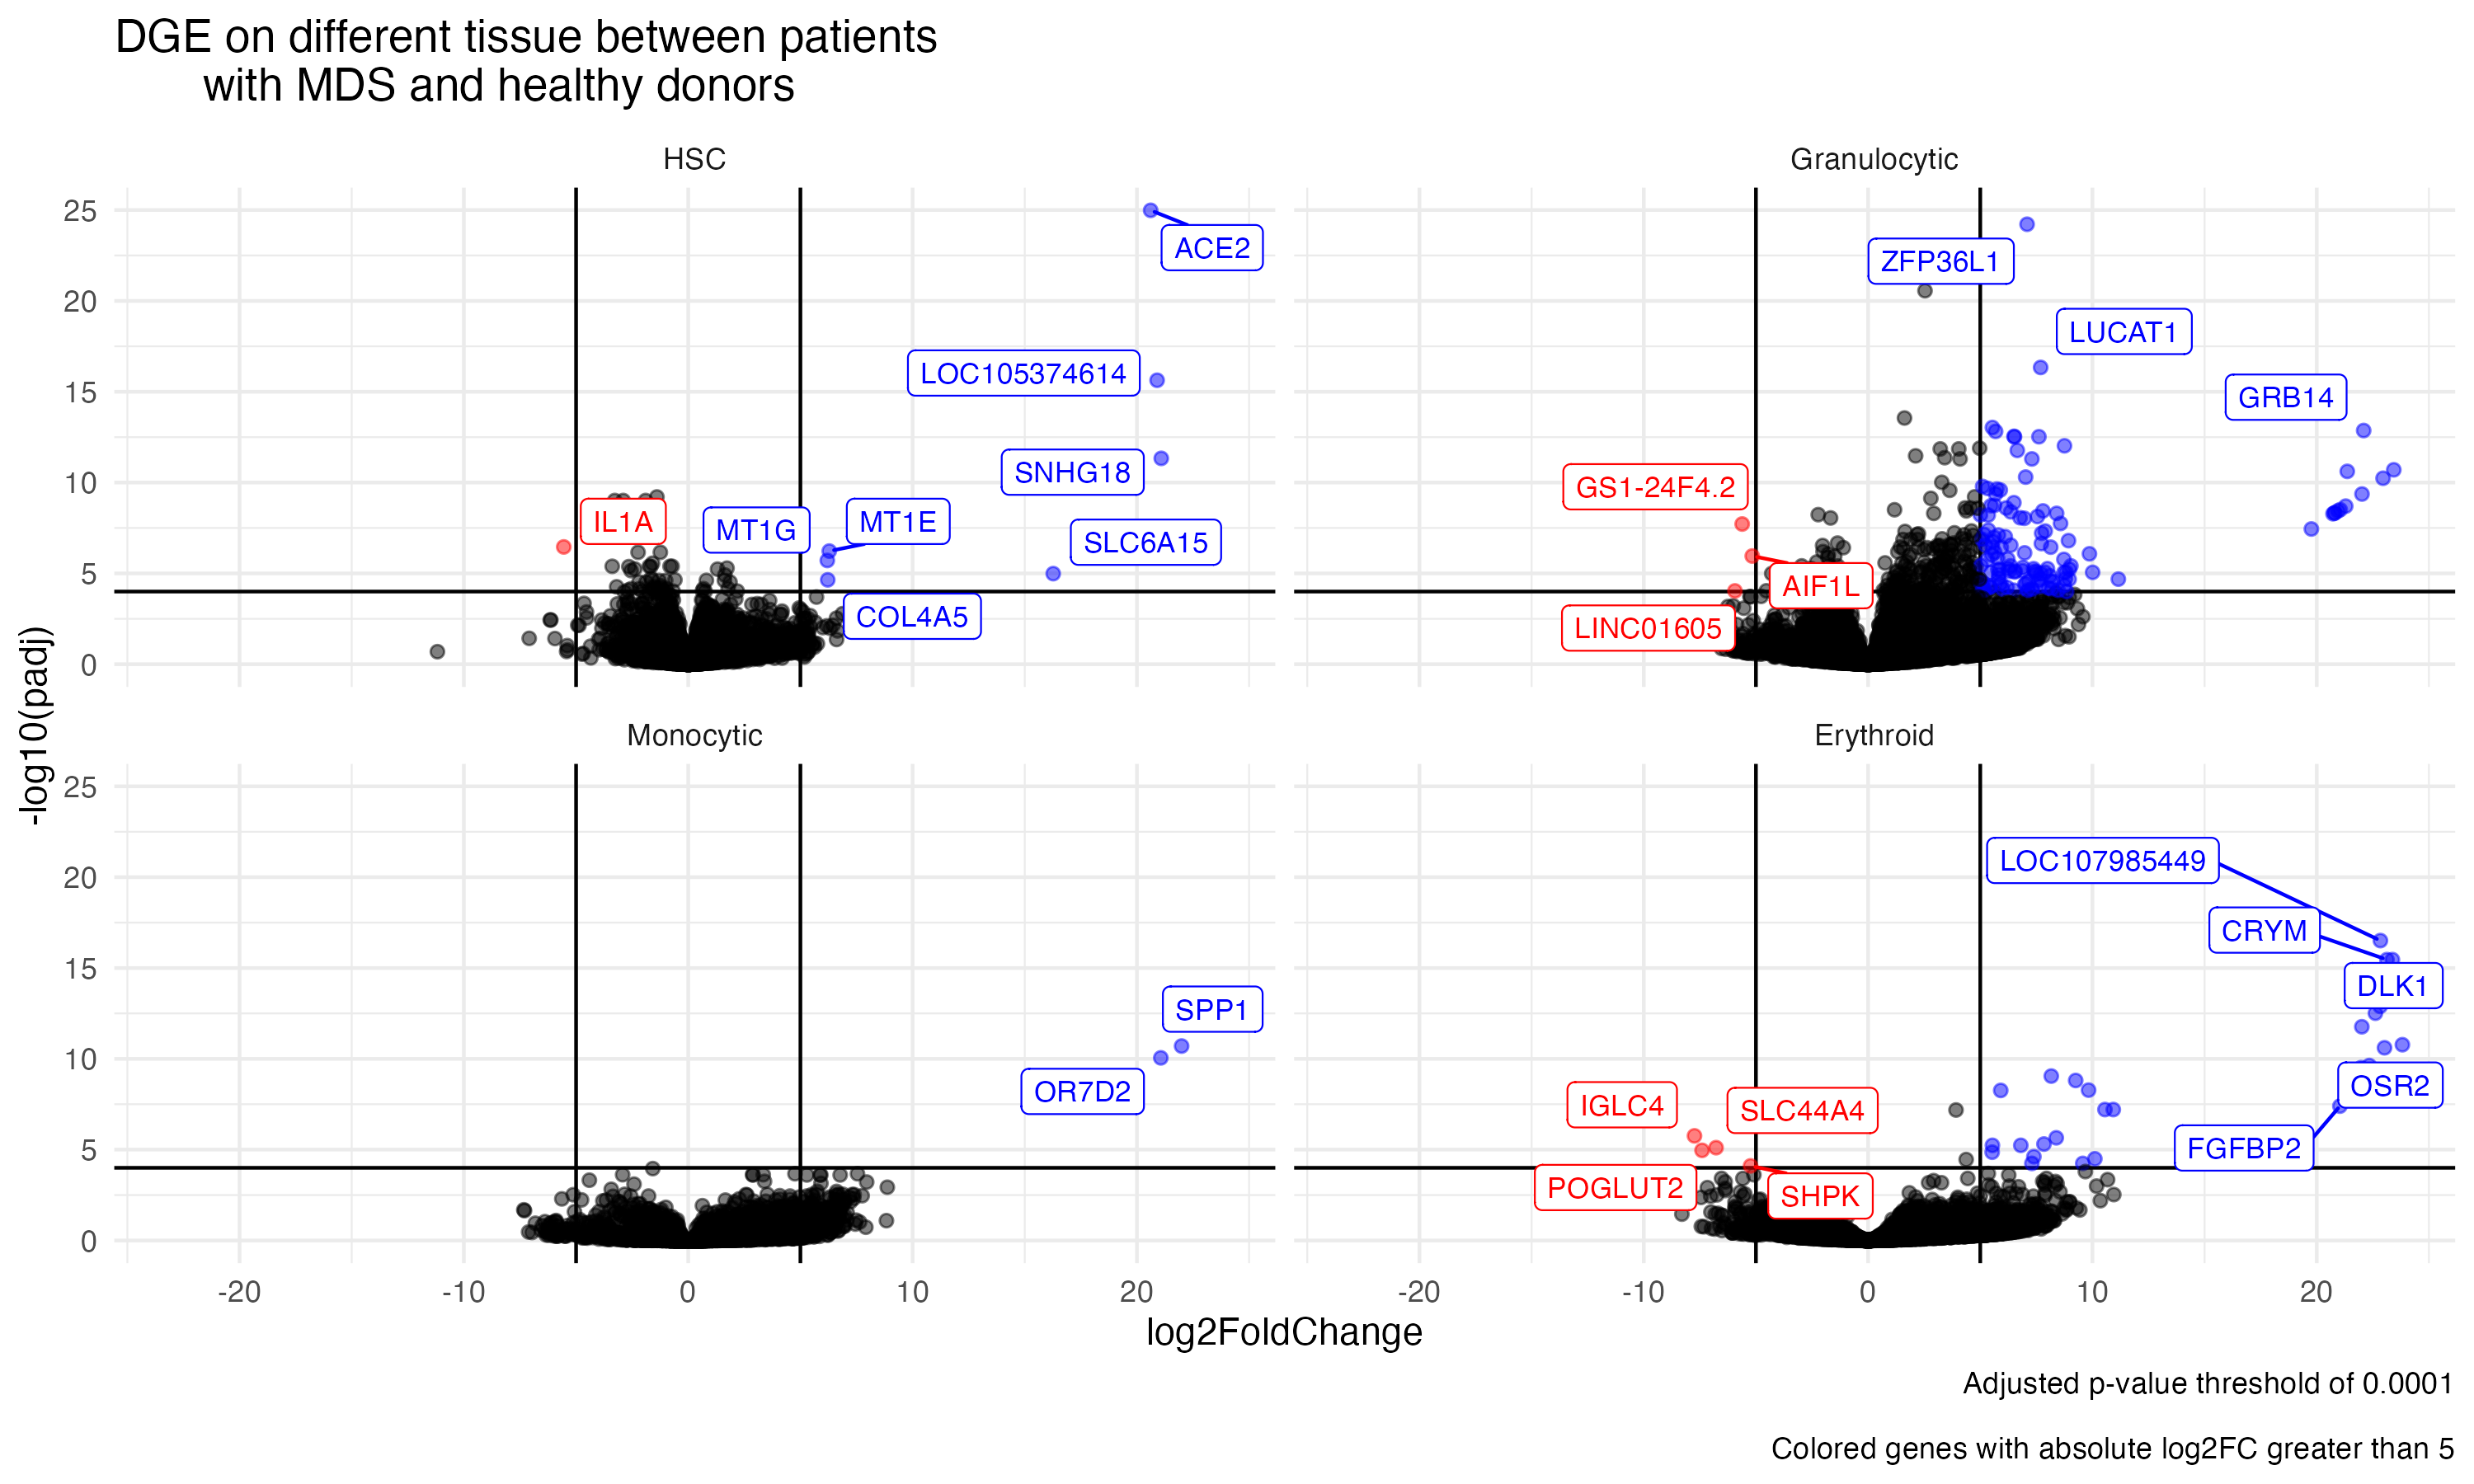 DGE on different tissue between patients
with MDS and healthy donors
HSC
Granulocytic
25
20
15
10
5
0
ACE2
LOC105374614
SNHG18
IL1A
MT1G
MT1E
SLC6A15
COL4A5
ZFP36L1
LUCAT1
GRB14
GS1-24F4.2
AIF1L
LINC01605
-log10(padj)
Monocytic
Erythroid
25
20
15
10
5
0
SPP1
OR7D2
LOC107985449
CRYM
DLK1
OSR2
IGLC4
SLC44A4
FGFBP2
POGLUT2
SHPK
-20 -10 0 10 20
-20 -10 0 10 20
log2FoldChange
Adjusted p-value threshold of 0.0001
Colored genes with absolute log2FC greater than 5